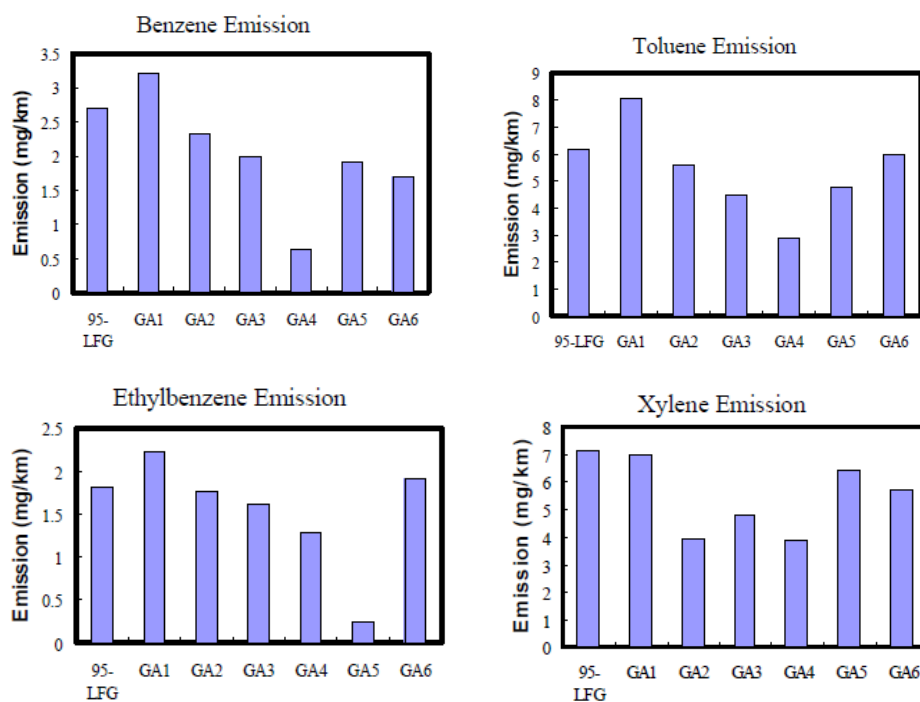 Benzene Emission
Emission (mg/km)
3.5
3
2.5
2
1.5
1
0.5
0
95-LFG GA1 GA2 GA3 GA4 GA5 GA6
Toluene Emission
Emission (mg/km)
9
8
7
6
5
4
3
2
1
0
95-LFG GA1 GA2 GA3 GA4 GA5 GA6
Ethylbenzene Emission
Emission (mg/km)
2.5
2
1.5
1
0.5
0
95-LFG GA1 GA2 GA3 GA4 GA5 GA6
Xylene Emission
Emission (mg/km)
8
7
6
5
4
3
2
1
0
95-LFG GA1 GA2 GA3 GA4 GA5 GA6